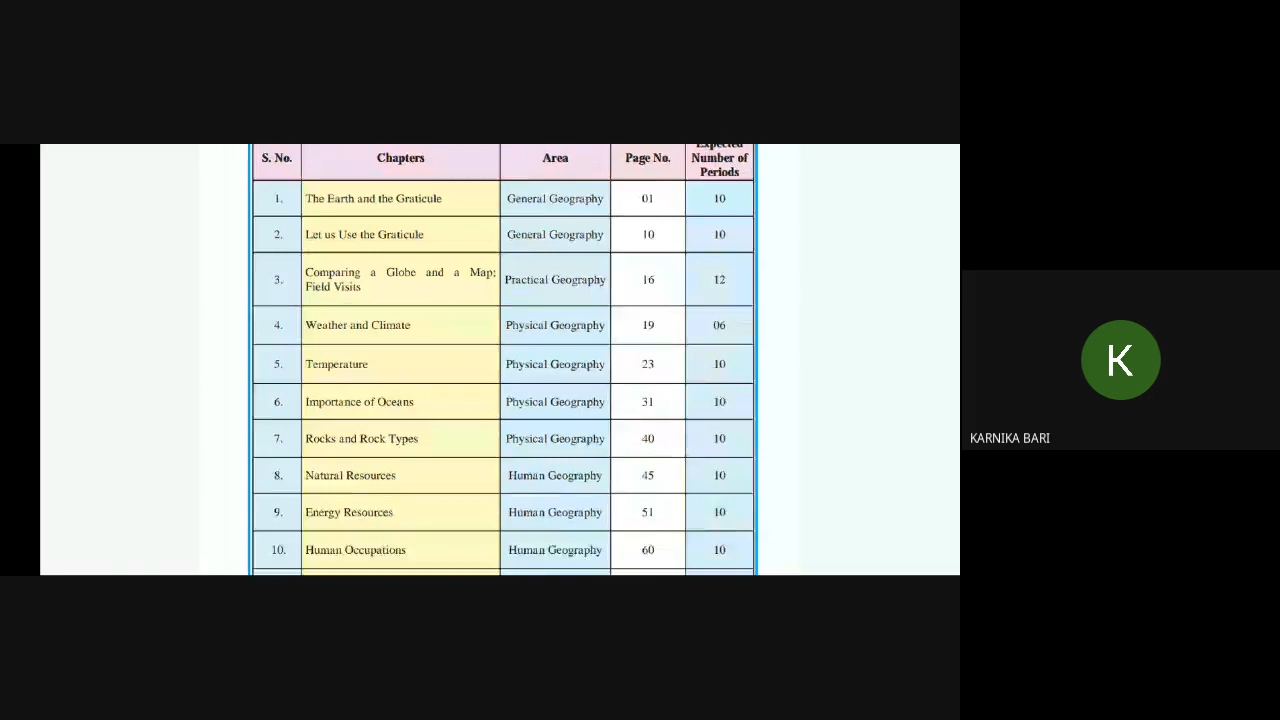 S. No. Chapters Area Page No. Expected Number of Periods
1. The Earth and the Graticule General Geography 01 10
2. Let us Use the Graticule General Geography 10 10
3. Comparing a Globe and a Map; Field Visits Practical Geography 16 12
4. Weather and Climate Physical Geography 19 06
5. Temperature Physical Geography 23 10
6. Importance of Oceans Physical Geography 31 10
7. Rocks and Rock Types Physical Geography 40 10
8. Natural Resources Human Geography 45 10
9. Energy Resources Human Geography 51 10
10. Human Occupations Human Geography 60 10
K
KARNIKA BARI